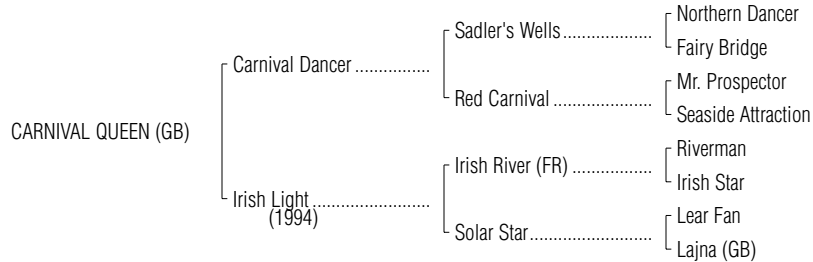 Northern Dancer
Sadler's Wells....................
Fairy Bridge
Carnival Dancer ................
Mr. Prospector
Red Carnival ......................
Seaside Attraction
CARNIVAL QUEEN (GB)
Riverman
Irish River (FR) ..................
Irish Star
Irish Light.........................
(1994)
Lear Fan
Solar Star...........................
Lajna (GB)